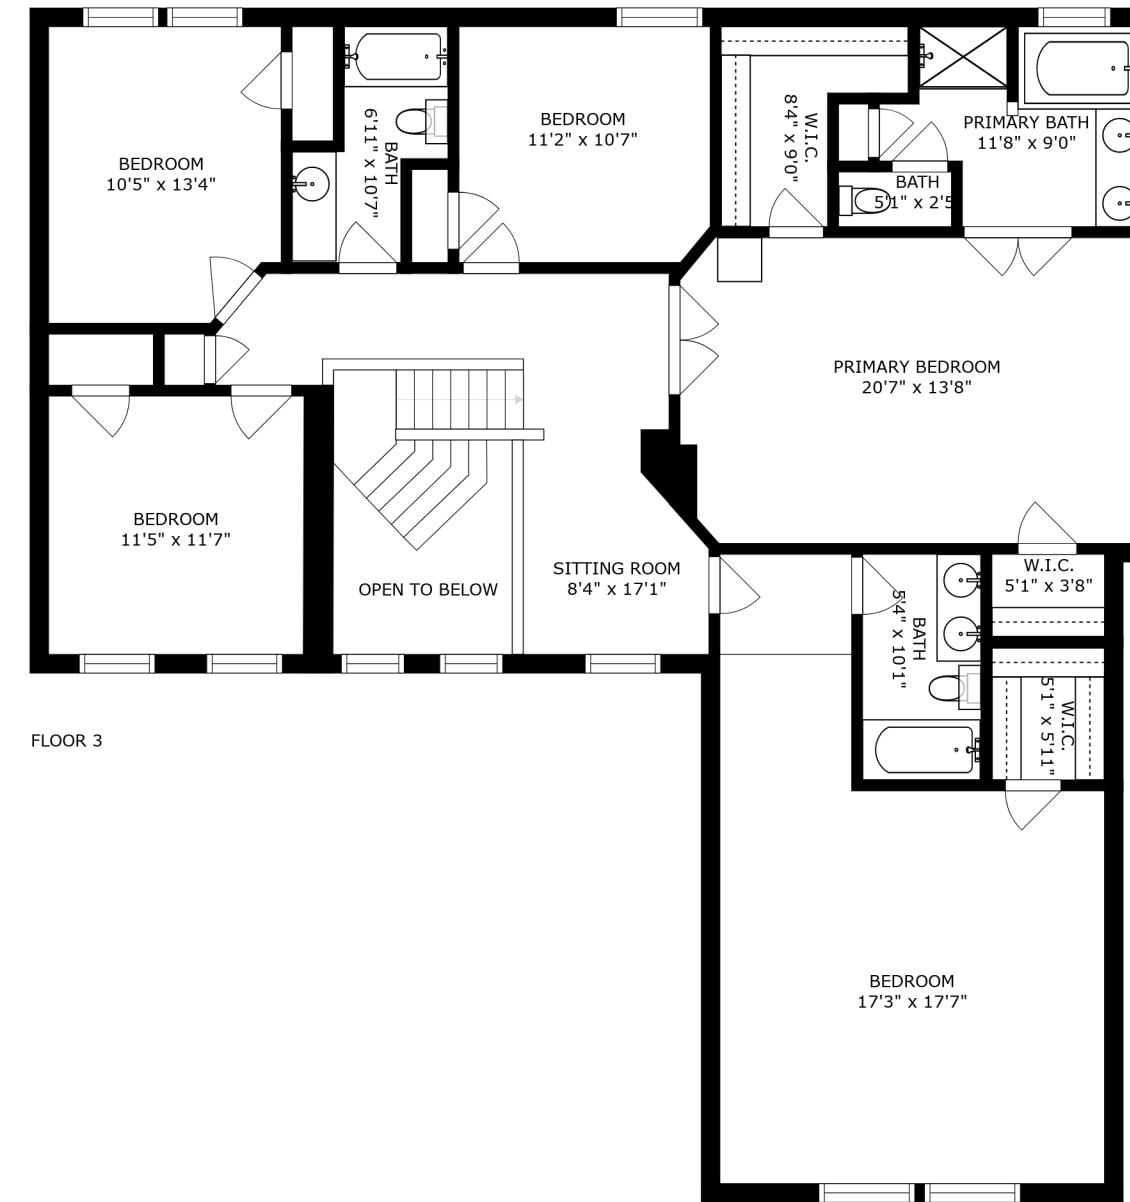 BEDROOM
10'5" x 13'4"
BATH
6'11" x 10'7"
BEDROOM
11'2" x 10'7"
W.I.C.
8'4" x 9'0"
PRIMARY BATH
11'8" x 9'0"
BATH
5'1" x 2'5
PRIMARY BEDROOM
20'7" x 13'8"
BEDROOM
11'5" x 11'7"
OPEN TO BELOW
SITTING ROOM
8'4" x 17'1"
BATH
5'4" x 10'1"
W.I.C.
5'1" x 3'8"
W.I.C.
5'1" x 5'11"
FLOOR 3
BEDROOM
17'3" x 17'7"